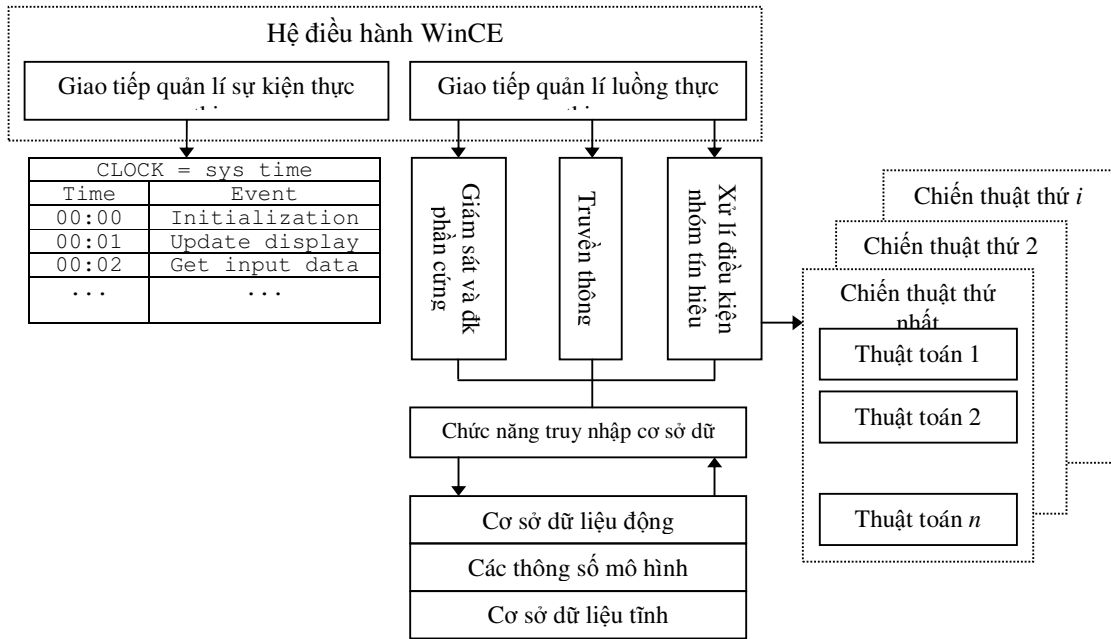 Hệ điều hành WinCE
Giao tiếp quản lí sự kiện thực
Giao tiếp quản lí luồng thực
CLOCK = sys time
Time Event
00:00 Initialization
00:01 Update display
00:02 Get input data
... ...
Giám sát và đk
phần cứng
Truyền thông
Xử lí điều kiện
nhóm tín hiệu
Chiến thuật thứ i
Chiến thuật thứ 2
Chiến thuật thứ
nhất
Thuật toán 1
Thuật toán 2
Thuật toán n
Chức năng truy nhập cơ sở dữ
Cơ sở dữ liệu động
Các thông số mô hình
Cơ sở dữ liệu tĩnh